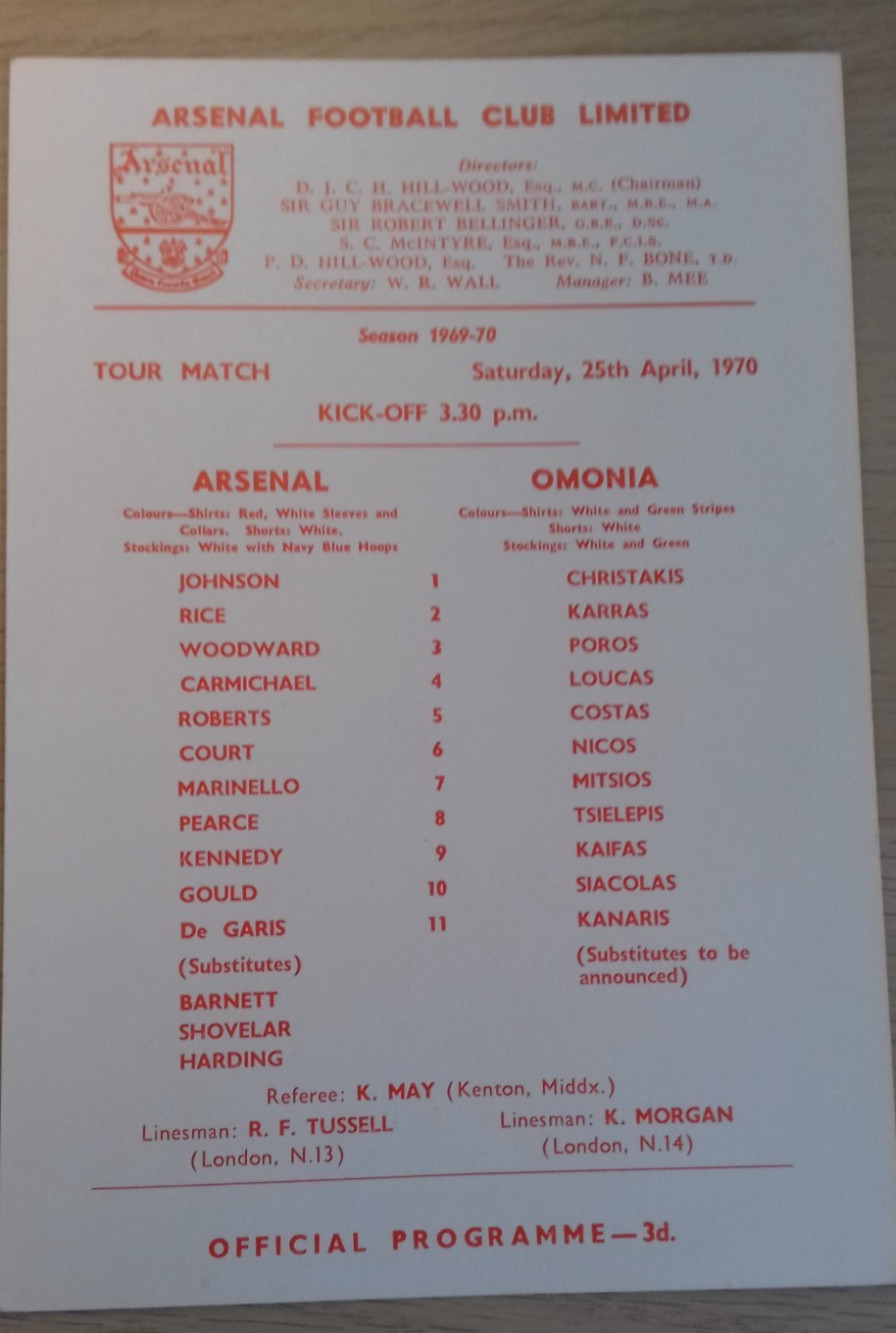 ARSENAL FOOTBALL CLUB LIMITED
Arsenal
Directors:
D. J. C. H. HILL-WOOD, Esq., M.C. (Chairman)
SIR GUY BRACEWELL SMITH, BART., M.B.E., M.A.
SIR ROBERT BELLINGER, G.B.E., D.SC.
S. C. McINTYRE, Esq., M.B.E., F.C.I.S.
P. D. HILL-WOOD, Esq. The Rev. N. F. BONE, T.D.
Secretary: W. R. WALL Manager: B. MEE
Season 1969-70
TOUR MATCH Saturday, 25th April, 1970
KICK-OFF 3.30 p.m.
ARSENAL OMONIA
Colours—Shirts: Red, White Sleeves and
Collars. Shorts: White.
Stockings: White with Navy Blue Hoops
Colours—Shirts: White and Green Stripes
Shorts: White
Stockings: White and Green
JOHNSON 1 CHRISTAKIS
RICE 2 KARRAS
WOODWARD 3 POROS
CARMICHAEL 4 LOUCAS
ROBERTS 5 COSTAS
COURT 6 NICOS
MARINELLO 7 MITSIOS
PEARCE 8 TSIELEPIS
KENNEDY 9 KAIFAS
GOULD 10 SIACOLAS
De GARIS 11 KANARIS
(Substitutes)
BARNETT
SHOVELAR
HARDING
(Substitutes to be
announced)
Referee: K. MAY (Kenton, Middx.)
Linesman: R. F. TUSSELL
(London, N.13)
Linesman: K. MORGAN
(London, N.14)
OFFICIAL PROGRAMME—3d.